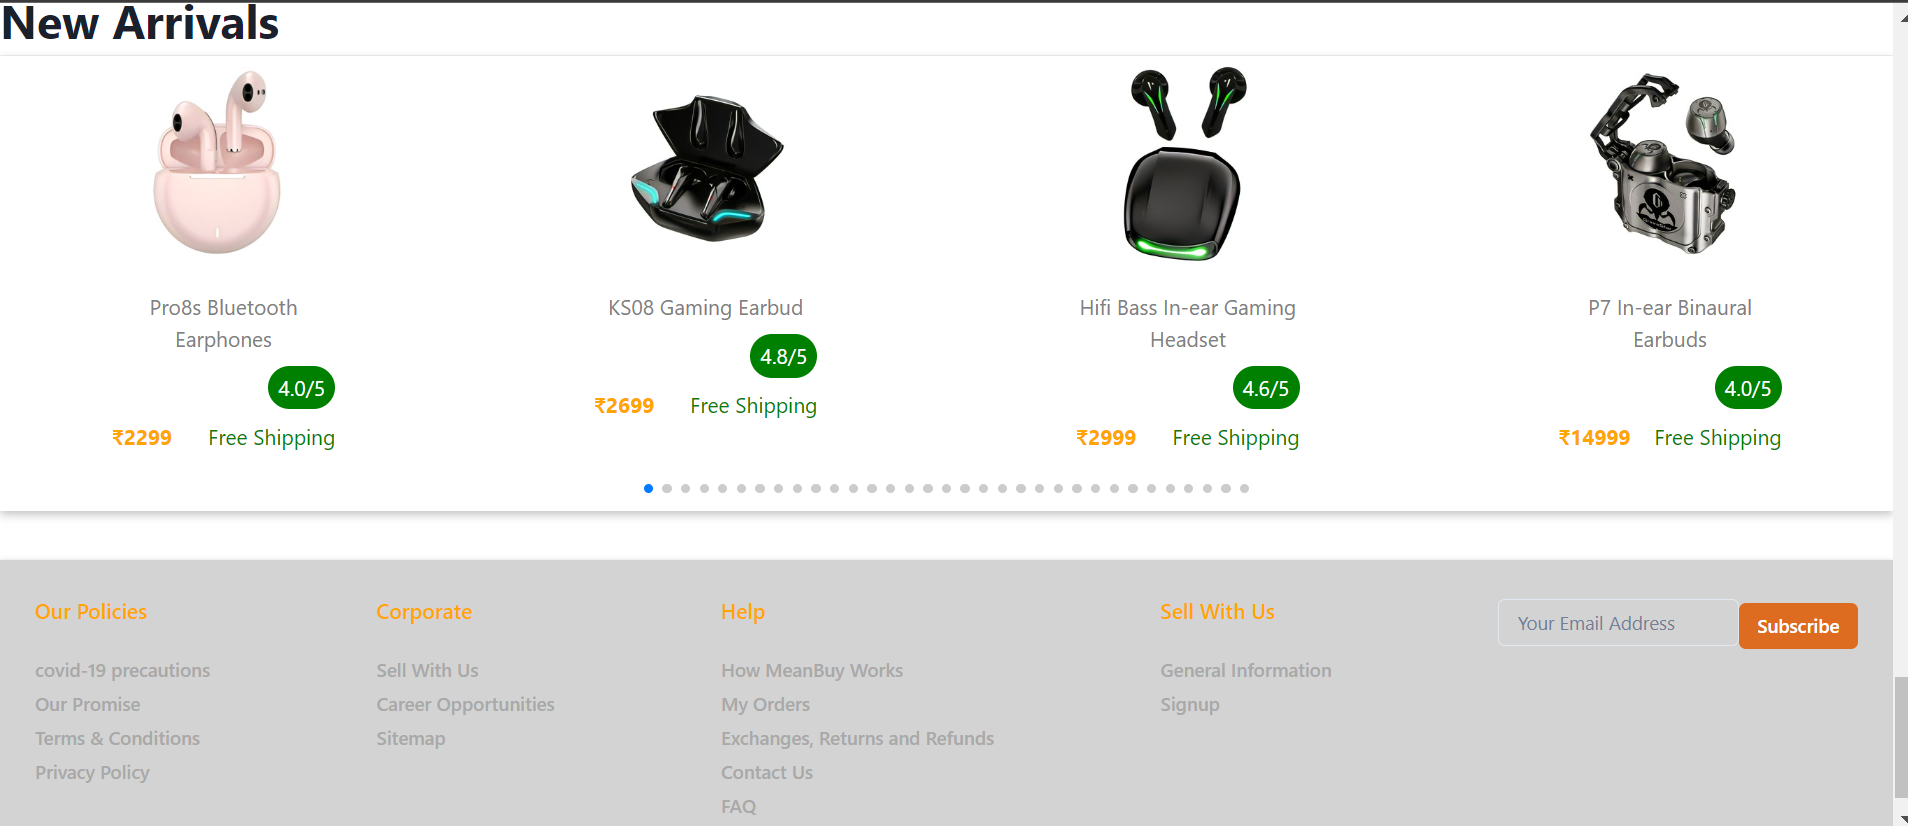 New Arrivals
Pro8s Bluetooth
Earphones
4.0/5
₹2299 Free Shipping
KS08 Gaming Earbud
4.8/5
₹2699 Free Shipping
Hifi Bass In-ear Gaming
Headset
4.6/5
₹2999 Free Shipping
P7 In-ear Binaural
Earbuds
4.0/5
₹14999 Free Shipping
Our Policies
covid-19 precautions
Our Promise
Terms & Conditions
Privacy Policy
Corporate
Sell With Us
Career Opportunities
Sitemap
Help
How MeanBuy Works
My Orders
Exchanges, Returns and Refunds
Contact Us
FAQ
Sell With Us
General Information
Signup
Your Email Address
Subscribe